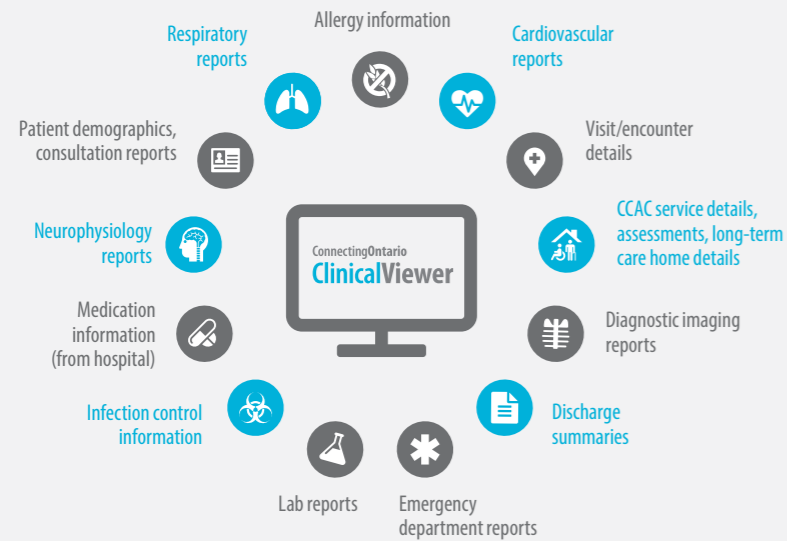 Allergy information
Respiratory
reports
Cardiovascular
reports
Patient demographics,
consultation reports
Visit/encounter
details
Neurophysiology
reports
ConnectingOntario
ClinicalViewer
CCAC service details,
assessments, long-term
care home details
Medication
information
(from hospital)
Diagnostic imaging
reports
Infection control
information
Discharge
summaries
Lab reports
Emergency
department reports